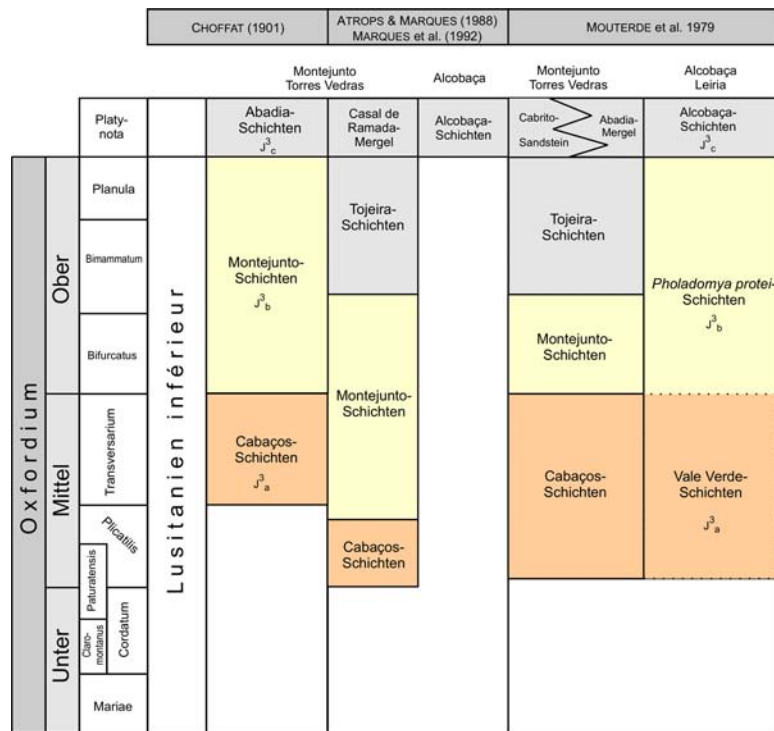 CHOFFAT (1901)
ATROPS & MARQUES (1988)
MARQUES et al. (1992)
MOUTERDE et al. 1979
Montejunto
Torres Vedras
Alcobaça
Montejunto
Torres Vedras
Alcobaça
Leiria
Platy-
nota
Abadia-
Schichten
J³c
Casal de
Ramada-
Mergel
Alcobaça-
Schichten
Cabrito-
Sandstein
Abadia-
Mergel
Alcobaça-
Schichten
J³c
Oxfordium
Ober
Mittel
Unter
Planula
Bimammatum
Bifurcatus
Transversarium
Plicatilis
Paturatensis
Cordatum
Claro-
montanus
Mariae
Lusitanien inférieur
Montejunto-
Schichten
J³b
Cabaços-
Schichten
J³a
Tojeira-
Schichten
Montejunto-
Schichten
Cabaços-
Schichten
Tojeira-
Schichten
Montejunto-
Schichten
Cabaços-
Schichten
Pholadomya protei-
Schichten
J³b
Vale Verde-
Schichten
J³a